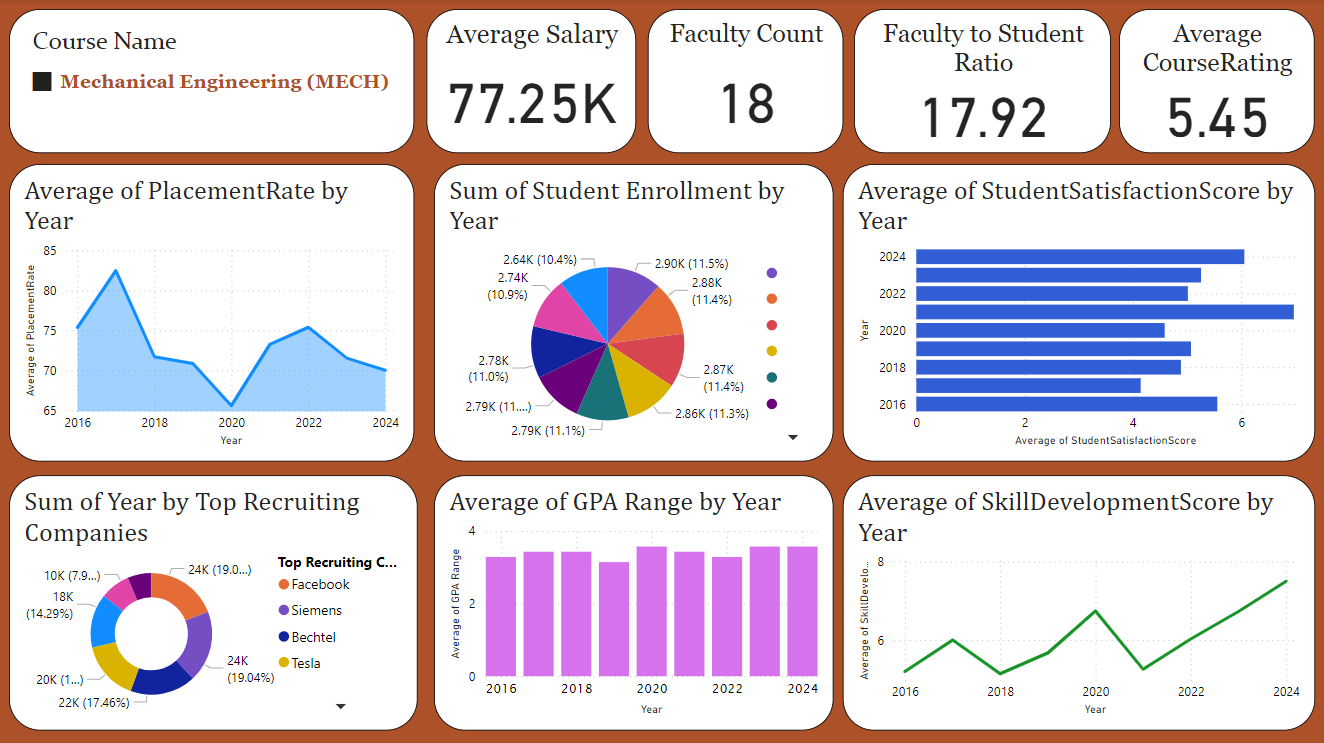 Course Name
Mechanical Engineering (MECH)
Average Salary
77.25K
Faculty Count
18
Faculty to Student
Ratio
17.92
Average
CourseRating
5.45
Average of PlacementRate by
Year
Average of PlacementRate
85
80
75
70
65
2016
2018
2020
2022
2024
Year
Sum of Student Enrollment by
Year
2.64K (10.4%)
2.90K (11.5%)
2.74K
(10.9%)
2.88K
(11.4%)
2.78K
(11.0%)
2.87K
(11.4%)
2.79K (11....)
2.86K (11.3%)
2.79K (11.1%)
Average of StudentSatisfactionScore by
Year
Year
2024
2022
2020
2018
2016
0
2
4
6
Average of StudentSatisfactionScore
Sum of Year by Top Recruiting
Companies
10K (7.9...)
24K (19.0...)
18K
(14.29%)
24K
(19.04%)
20K (1...)
22K (17.46%)
Top Recruiting C...
Facebook
Siemens
Bechtel
Tesla
Average of GPA Range by Year
Average of GPA Range
4
2
0
2016
2018
2020
2022
2024
Year
Average of SkillDevelopmentScore by
Year
Average of SkillDevelo...
8
6
2016
2018
2020
2022
2024
Year